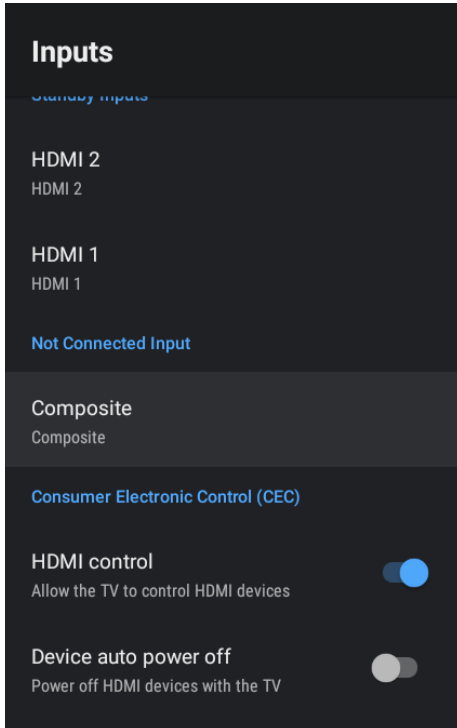 Inputs
Standby Inputs
HDMI 2
HDMI 2
HDMI 1
HDMI 1
Not Connected Input
Composite
Composite
Consumer Electronic Control (CEC)
HDMI control
Allow the TV to control HDMI devices
Device auto power off
Power off HDMI devices with the TV